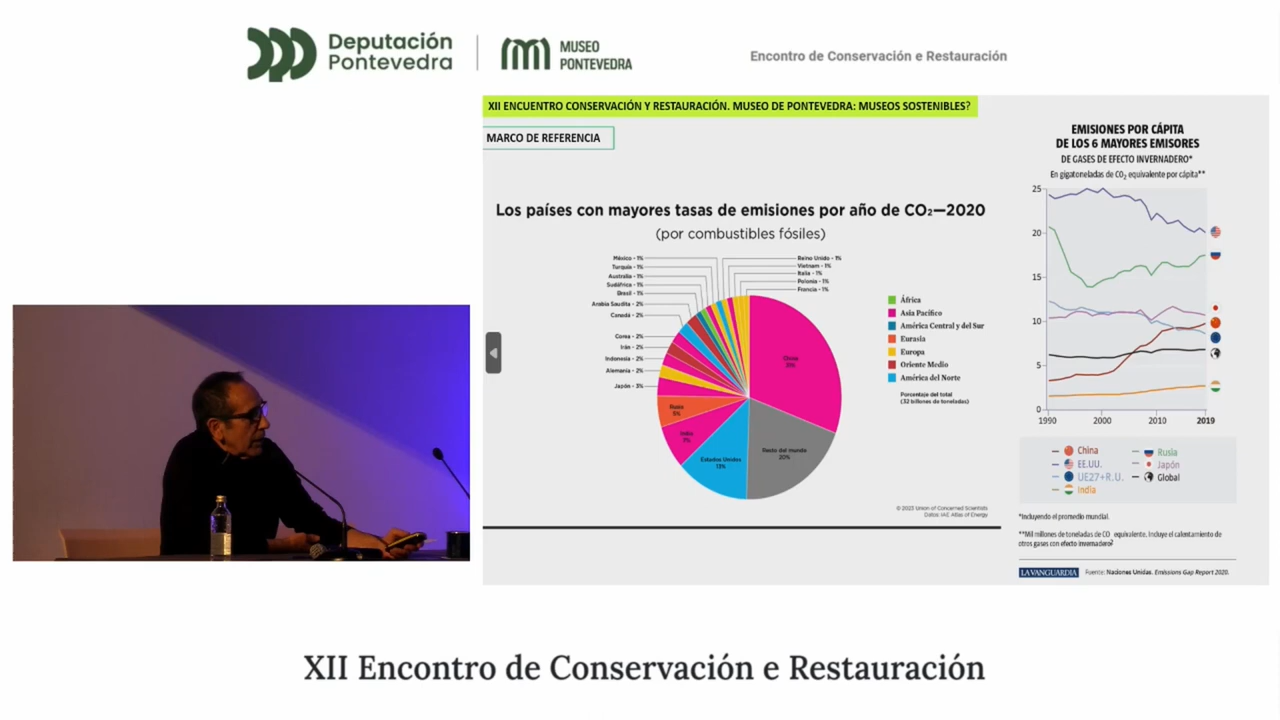 Deputación
Pontevedra
MUSEO
PONTEVEDRA
Encontro de Conservación e Restauración
XII ENCUENTRO CONSERVACIÓN Y RESTAURACIÓN. MUSEO DE PONTEVEDRA: MUSEOS SOSTENIBLES?
MARCO DE REFERENCIA
Los países con mayores tasas de emisiones por año de CO₂—2020
(por combustibles fósiles)
México - 1%
Turquía - 1%
Australia - 1%
Sudáfrica - 1%
Brasil - 1%
Arabia Saudita - 2%
Canadá - 2%
Corea - 2%
Irán - 2%
Indonesia - 2%
Alemania - 2%
Japón - 3%
Reino Unido - 1%
Vietnam - 1%
Italia - 1%
Polonia - 1%
Francia - 1%
China
Rusia
5%
India
7%
Estados Unidos
13%
Resto del mundo
20%
África
Asia Pacífico
América Central y del Sur
Eurasia
Europa
Oriente Medio
América del Norte
Porcentaje del total
(32 billones de toneladas)
© 2023 Union of Concerned Scientists
Datos: IAE Atlas of Energy
EMISIONES POR CÁPITA
DE LOS 6 MAYORES EMISORES
DE GASES DE EFECTO INVERNADERO*
En gigatoneladas de CO₂ equivalente por cápita**
25
20
15
10
5
0
1990
2000
2010
2019
China
EE.UU.
UE27+R.U.
India
Rusia
Japón
Global
*Incluyendo el promedio mundial.
**Mil millones de toneladas de CO equivalente. Incluye el calentamiento de
otros gases con efecto invernadero²
LA VANGUARDIA
Fuente: Naciones Unidas. Emissions Gap Report 2020.
XII Encontro de Conservación e Restauración